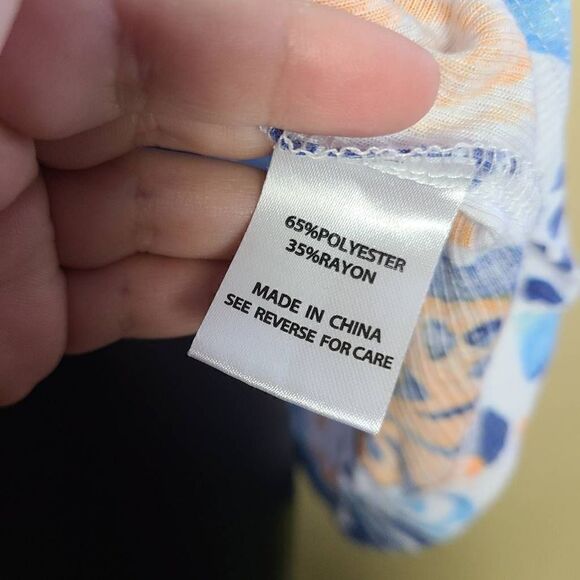 65%POLYESTER
35%RAYON
MADE IN CHINA
SEE REVERSE FOR CARE